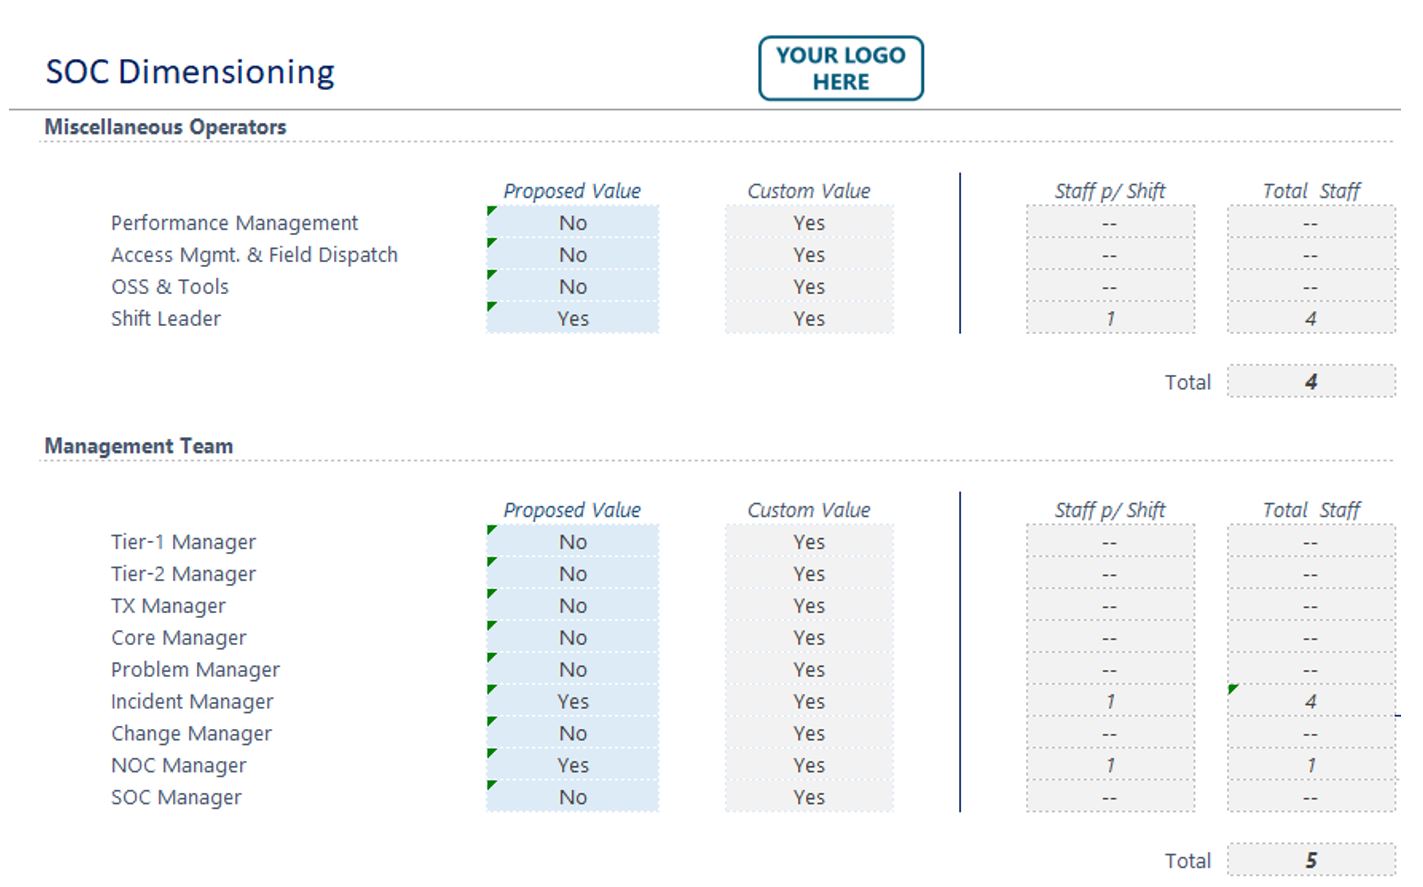 SOC Dimensioning
YOUR LOGO
HERE
Miscellaneous Operators
Proposed Value Custom Value Staff p/ Shift Total Staff
Performance Management No Yes -- --
Access Mgmt. & Field Dispatch No Yes -- --
OSS & Tools No Yes -- --
Shift Leader Yes Yes 1 4
Total 4
Management Team
Proposed Value Custom Value Staff p/ Shift Total Staff
Tier-1 Manager No Yes -- --
Tier-2 Manager No Yes -- --
TX Manager No Yes -- --
Core Manager No Yes -- --
Problem Manager No Yes -- --
Incident Manager Yes Yes 1 4
Change Manager No Yes -- --
NOC Manager Yes Yes 1 1
SOC Manager No Yes -- --
Total 5